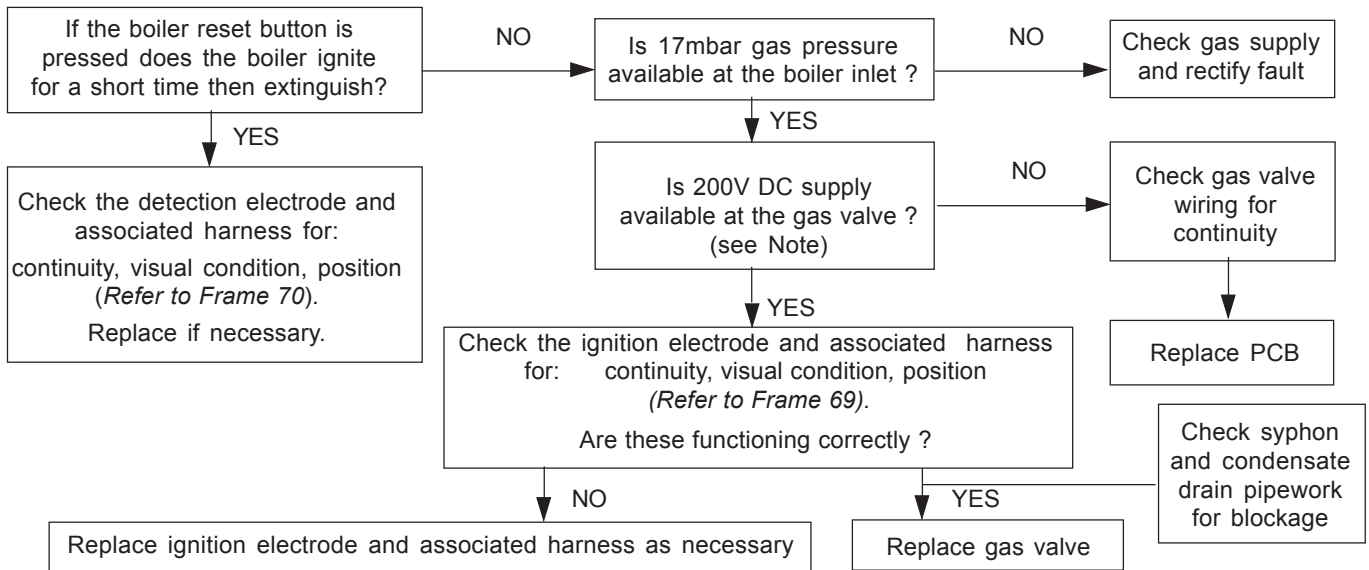 If the boiler reset button is
pressed does the boiler ignite
for a short time then extinguish?
NO
Is 17mbar gas pressure
available at the boiler inlet ?
NO
Check gas supply
and rectify fault
YES
YES
Check the detection electrode and
associated harness for:
continuity, visual condition, position
(Refer to Frame 70).
Replace if necessary.
Is 200V DC supply
available at the gas valve ?
(see Note)
NO
Check gas valve
wiring for
continuity
YES
Replace PCB
Check the ignition electrode and associated harness
for: continuity, visual condition, position
(Refer to Frame 69).
Are these functioning correctly ?
Check syphon
and condensate
drain pipework
for blockage
NO
YES
Replace ignition electrode and associated harness as necessary
Replace gas valve